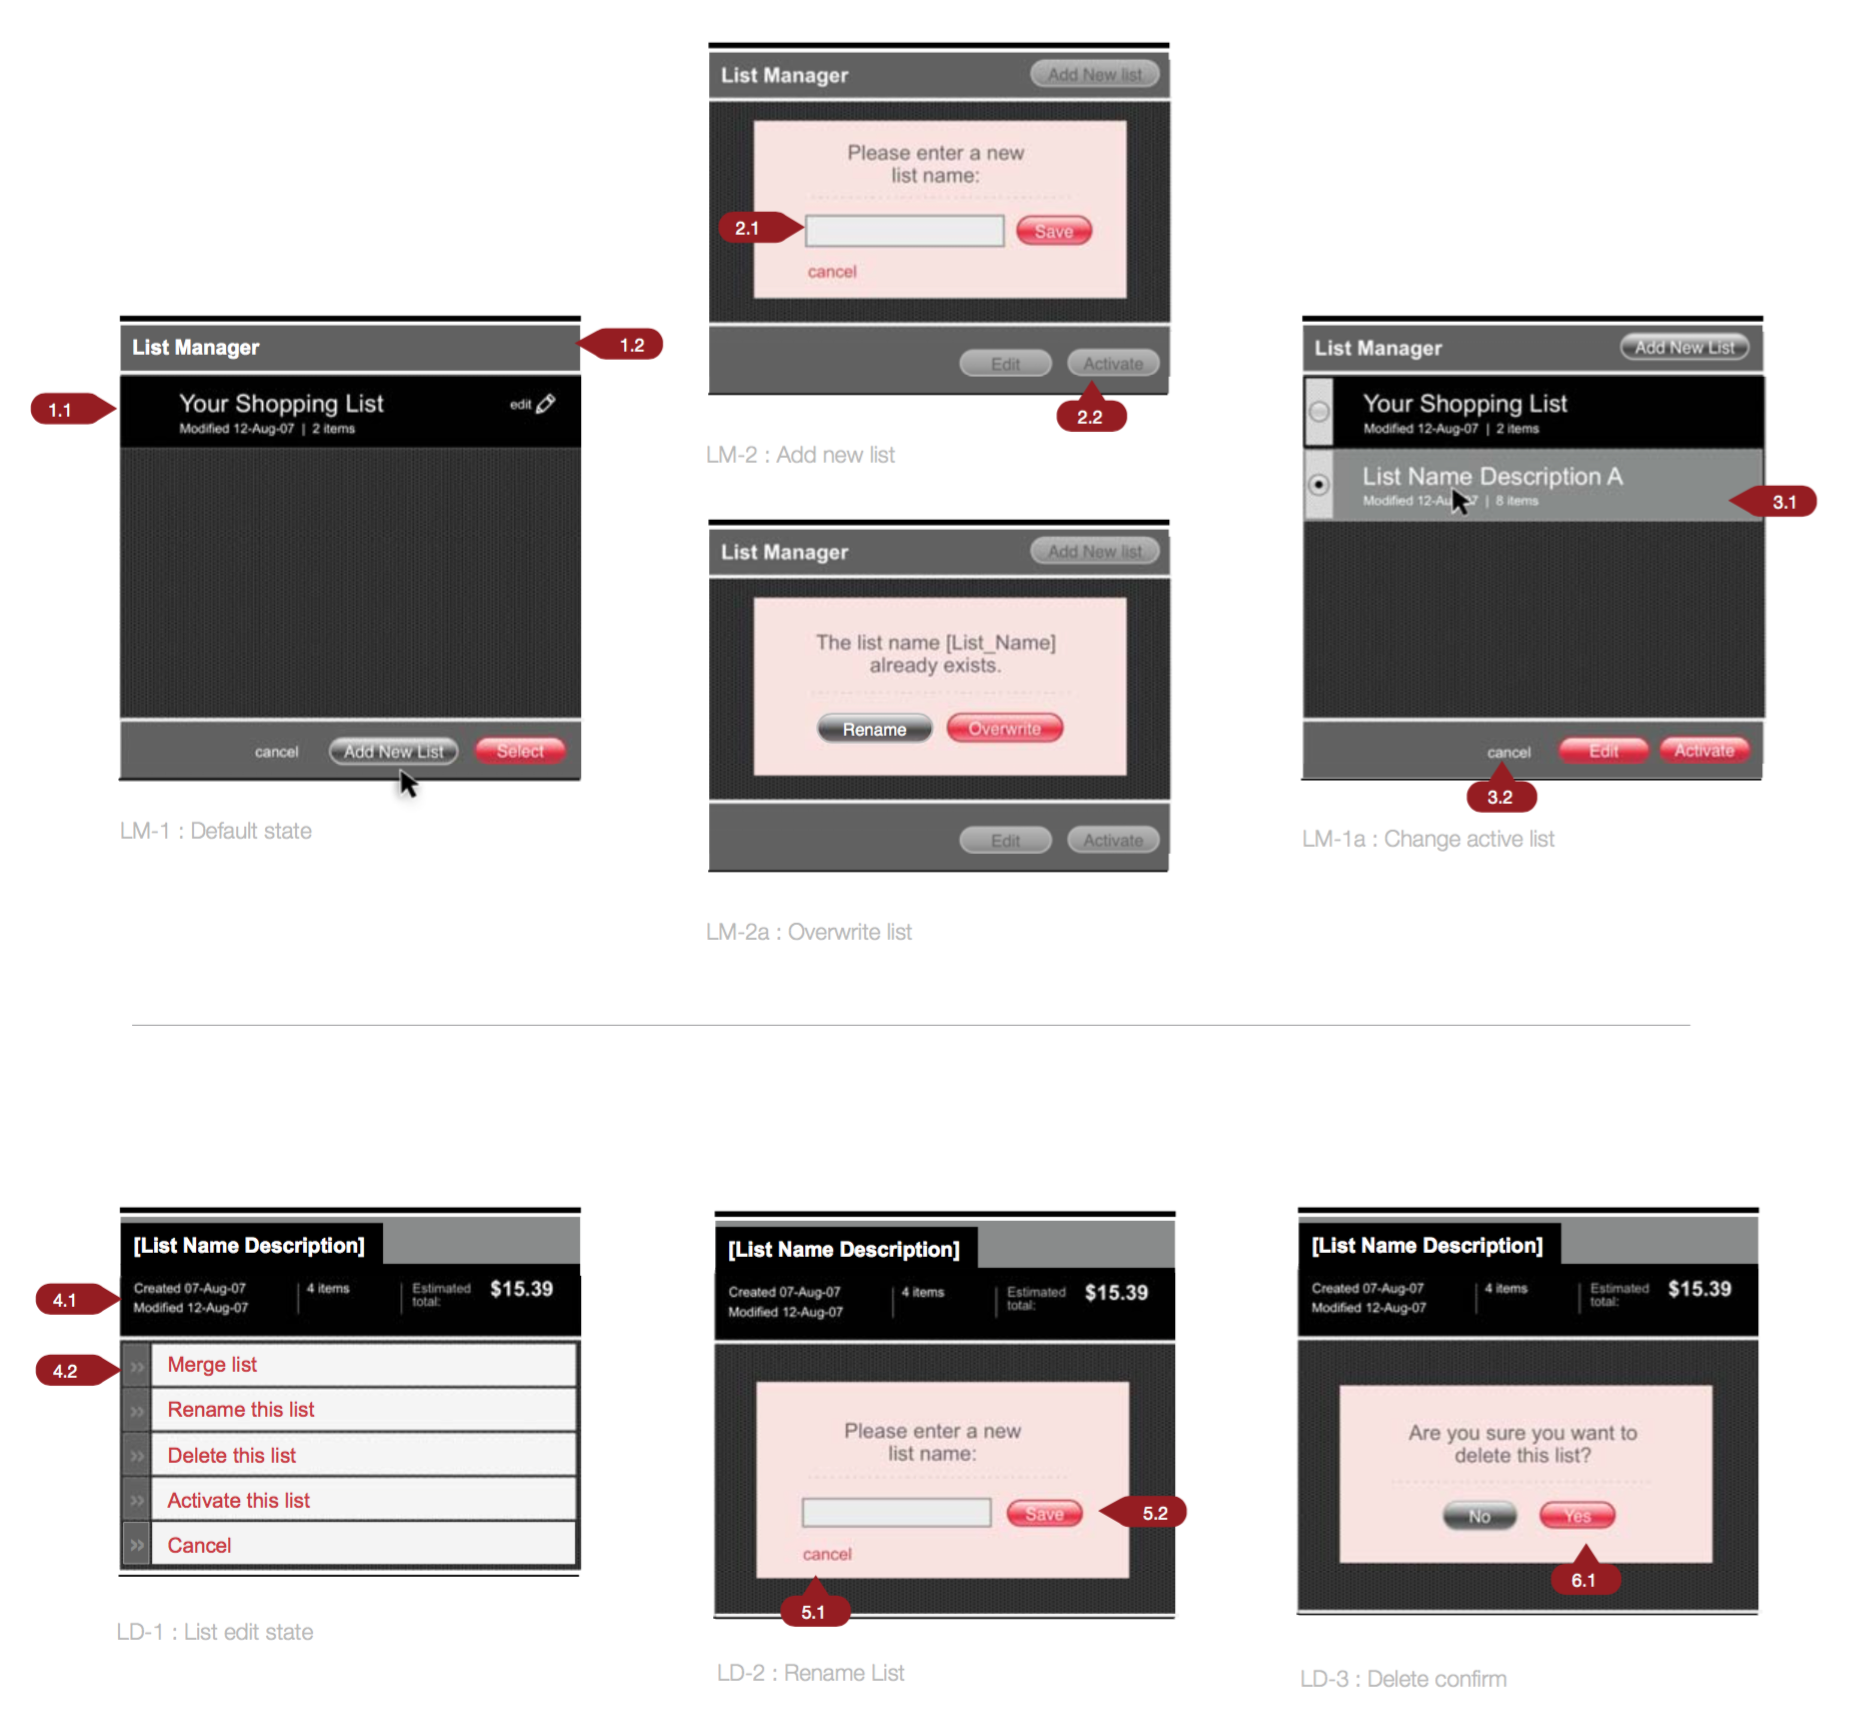 List Manager
Add New list
Please enter a new
list name:
2.1
Save
cancel
Edit
Activate
2.2
LM-2 : Add new list
List Manager
1.2
1.1
Your Shopping List
edit
Modified 12-Aug-07 | 2 items
cancel
Add New List
Select
LM-1 : Default state
List Manager
Add New list
The list name [List_Name]
already exists.
Rename
Overwrite
Edit
Activate
LM-2a : Overwrite list
List Manager
Add New List
Your Shopping List
Modified 12-Aug-07 | 2 items
List Name Description A
Modified 12-Aug-07 | 8 items
3.1
cancel
Edit
Activate
3.2
LM-1a : Change active list
[List Name Description]
4.1
Created 07-Aug-07
Modified 12-Aug-07
4 items
Estimated
total:
$15.39
4.2
>> Merge list
>> Rename this list
>> Delete this list
>> Activate this list
>> Cancel
LD-1 : List edit state
[List Name Description]
Created 07-Aug-07
Modified 12-Aug-07
4 items
Estimated
total:
$15.39
Please enter a new
list name:
Save
5.2
cancel
5.1
LD-2 : Rename List
[List Name Description]
Created 07-Aug-07
Modified 12-Aug-07
4 items
Estimated
total:
$15.39
Are you sure you want to
delete this list?
No
Yes
6.1
LD-3 : Delete confirm